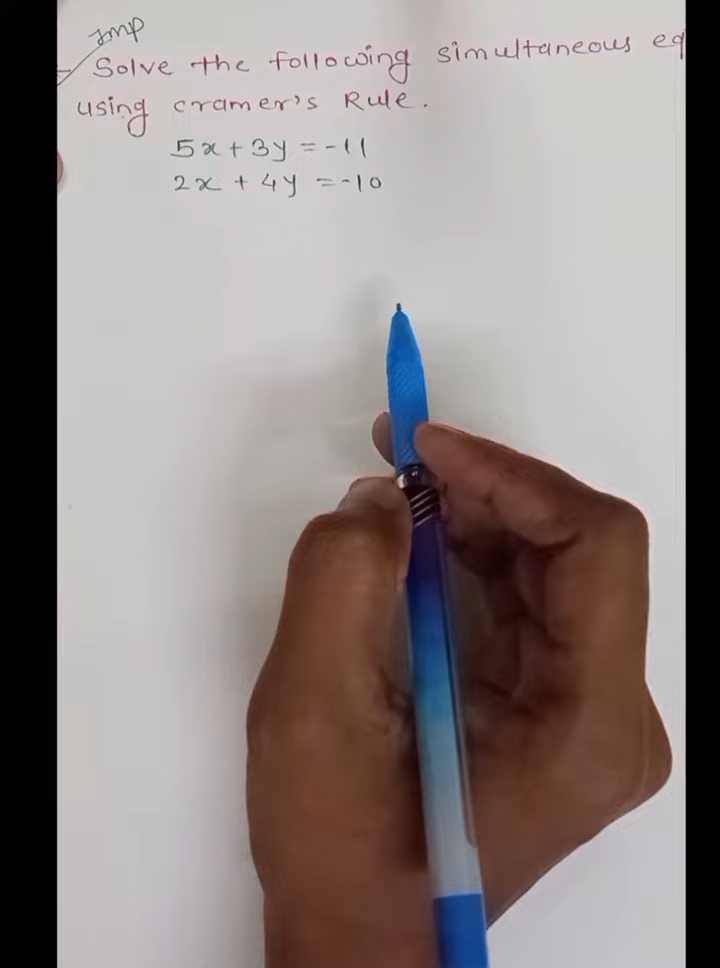 Imp
Solve the following simultaneous eq
using cramer's Rule.
5x + 3y = -11
2x + 4y = -10